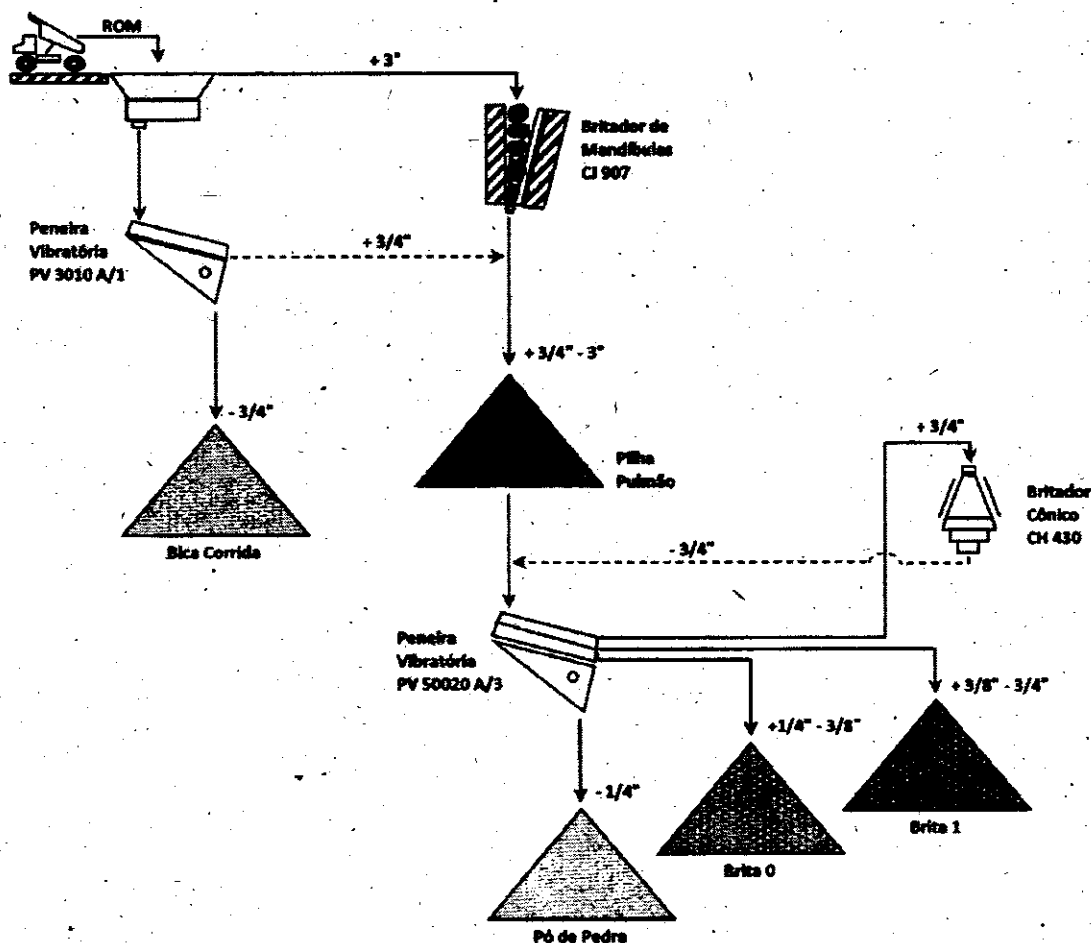 ROM
+ 3"
Britador de
Mandíbulas
CJ 907
Peneira
Vibratória
PV 3010 A/1
+ 3/4"
+ 3/4" - 3"
- 3/4"
+ 3/4"
Pilha
Pulmão
Britador
Cônico
CH 430
Bica Corrida
- 3/4"
Peneira
Vibratória
PV 50020 A/3
+ 3/8" - 3/4"
+1/4" - 3/8"
- 1/4"
Brita 1
Brita 0
Pó de Pedra